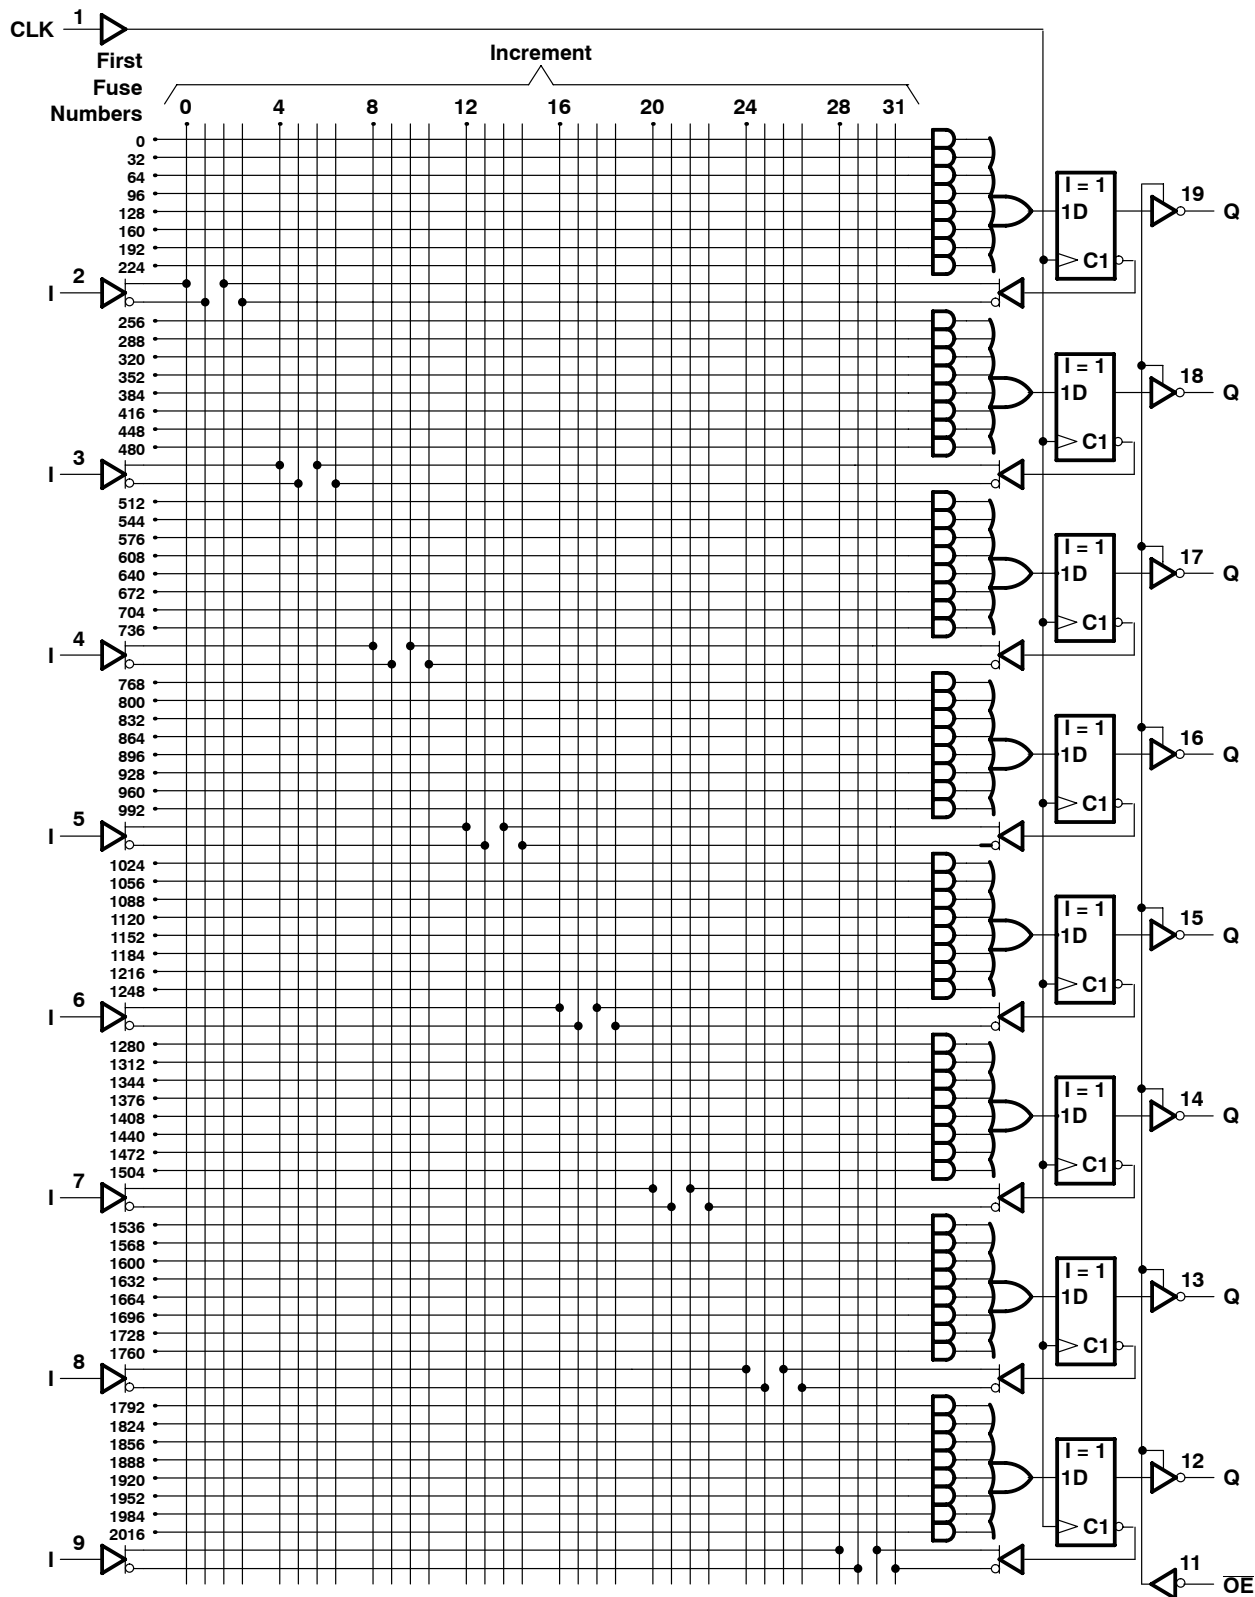 CLK 1
First
Fuse
Numbers
Increment
0 4 8 12 16 20 24 28 31
0
32
64
96
128
160
192
224
I = 1
1D
C1
19 Q
I 2
256
288
320
352
384
416
448
480
I = 1
1D
C1
18 Q
I 3
512
544
576
608
640
672
704
736
I = 1
1D
C1
17 Q
I 4
768
800
832
864
896
928
960
992
I = 1
1D
C1
16 Q
I 5
1024
1056
1088
1120
1152
1184
1216
1248
I = 1
1D
C1
15 Q
I 6
1280
1312
1344
1376
1408
1440
1472
1504
I = 1
1D
C1
14 Q
I 7
1536
1568
1600
1632
1664
1696
1728
1760
I = 1
1D
C1
13 Q
I 8
1792
1824
1856
1888
1920
1952
1984
2016
I = 1
1D
C1
12 Q
I 9
11 O̅E̅